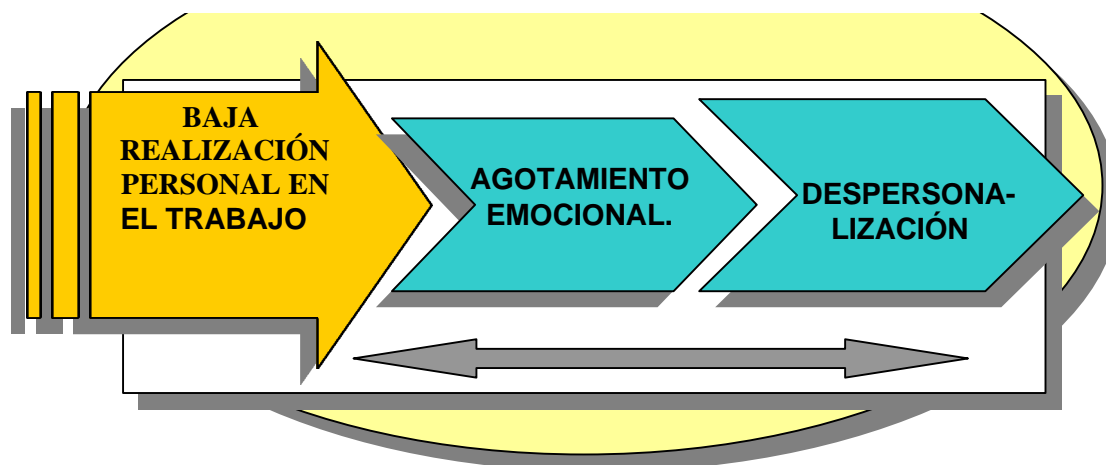 BAJA
REALIZACIÓN
PERSONAL EN
EL TRABAJO
AGOTAMIENTO
EMOCIONAL.
DESPERSONA-
LIZACIÓN